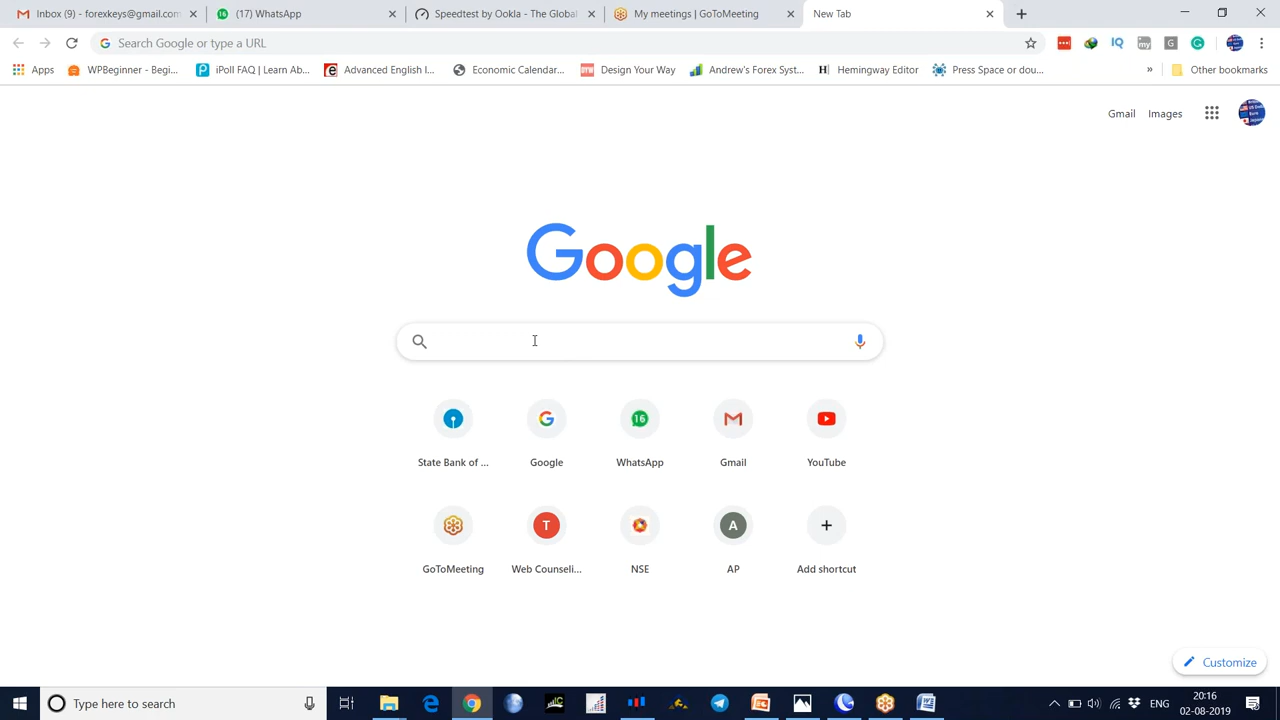 Inbox (9) - forexkeys@gmail.com
(17) WhatsApp
Speedtest by Ookla - The Global
My meetings | GoToMeeting
New Tab
Search Google or type a URL
Apps
WPBeginner - Begi...
iPoll FAQ | Learn Ab...
Advanced English I...
Economic Calendar...
Design Your Way
Andrew's Forex Syst...
Hemingway Editor
Press Space or dou...
»
Other bookmarks
Gmail
Images
Google
16
State Bank of ...
Google
WhatsApp
Gmail
YouTube
T
A
GoToMeeting
Web Counseli...
NSE
AP
Add shortcut
Customize
Type here to search
ENG
20:16
02-08-2019